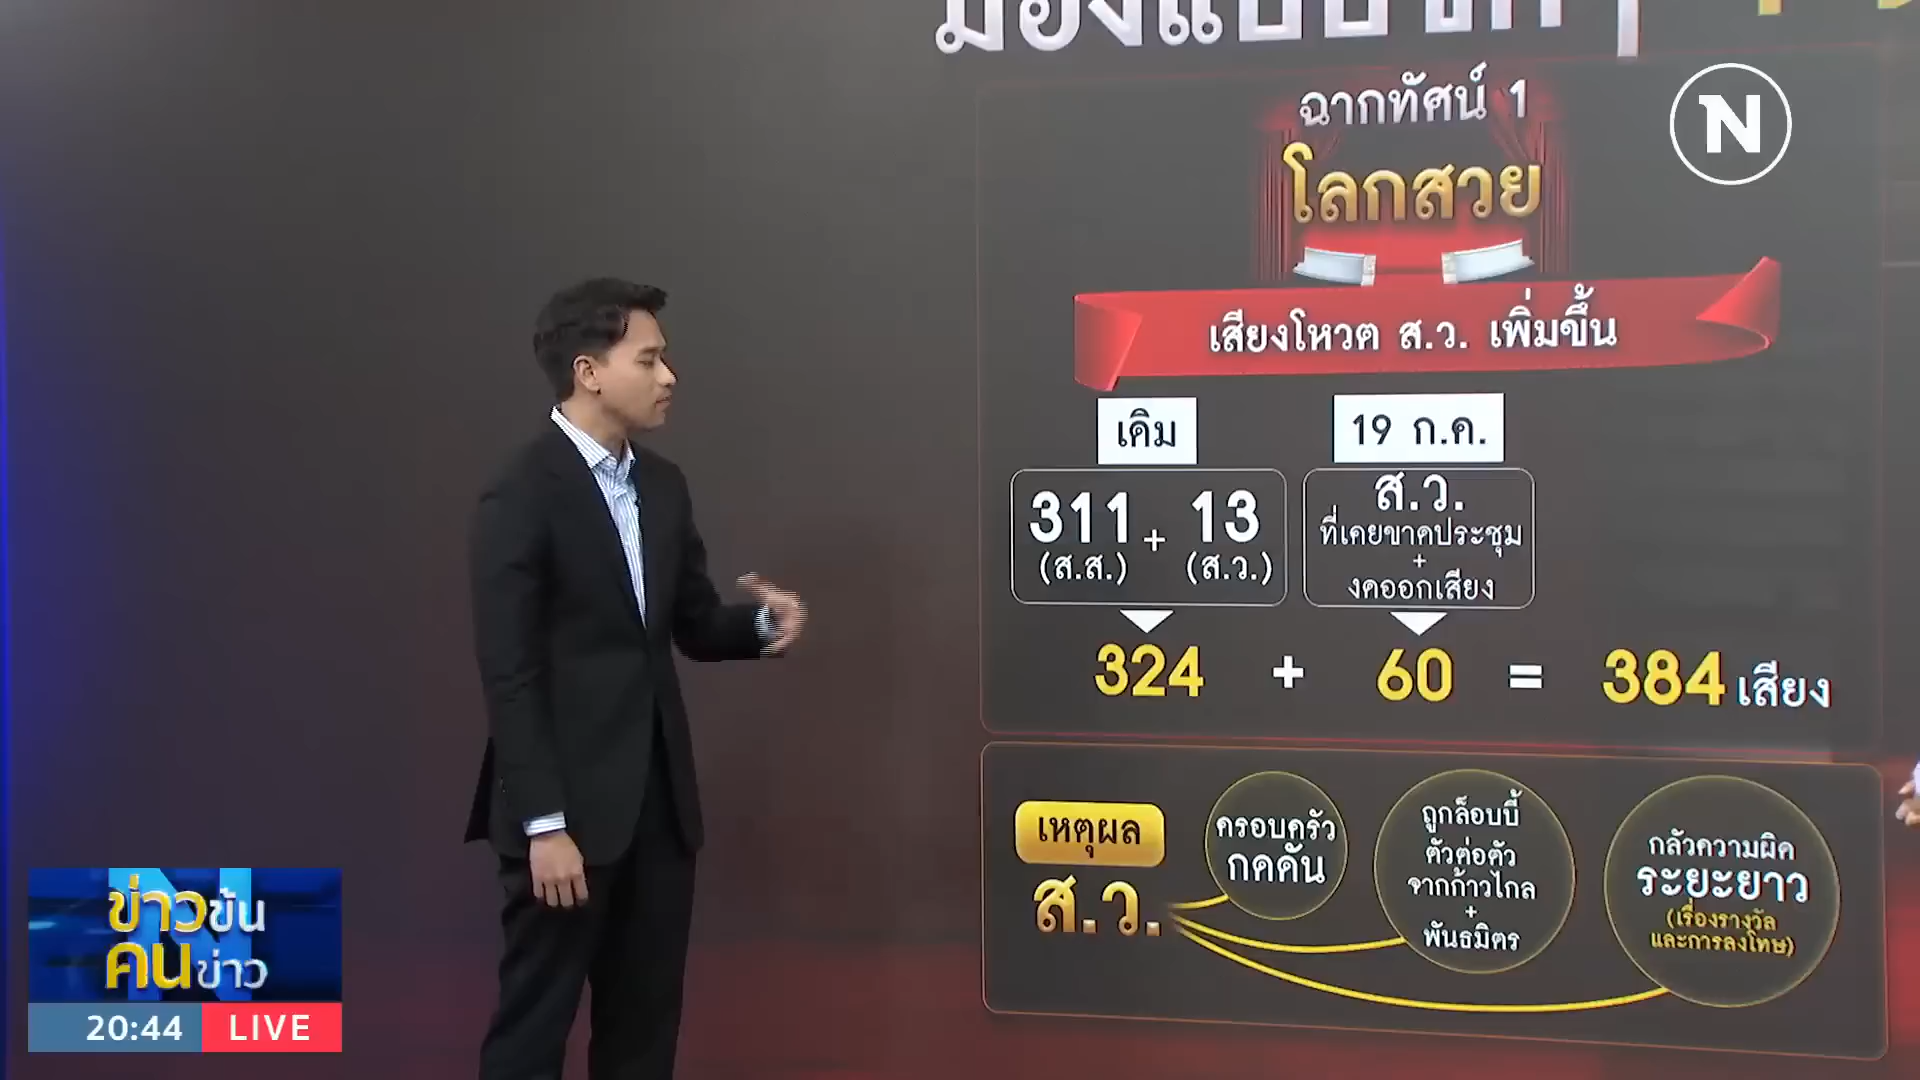 ฉากทัศน์ 1
N
โลกสวย
เสียงโหวต ส.ว. เพิ่มขึ้น
เดิม
19 ก.ค.
311 + 13
(ส.ส.) (ส.ว.)
ส.ว.
ที่เคยขาดประชุม
+
งดออกเสียง
324 + 60 = 384 เสียง
เหตุผล
ส.ว.
ครอบครัว
กดดัน
ถูกล็อบบี้
ตัวต่อตัว
จากก้าวไกล
+
พันธมิตร
กลัวความผิด
ระยะยาว
(เรื่องรางวัล
และการลงโทษ)
ข่าวข้น
คนข่าว
20:44 LIVE